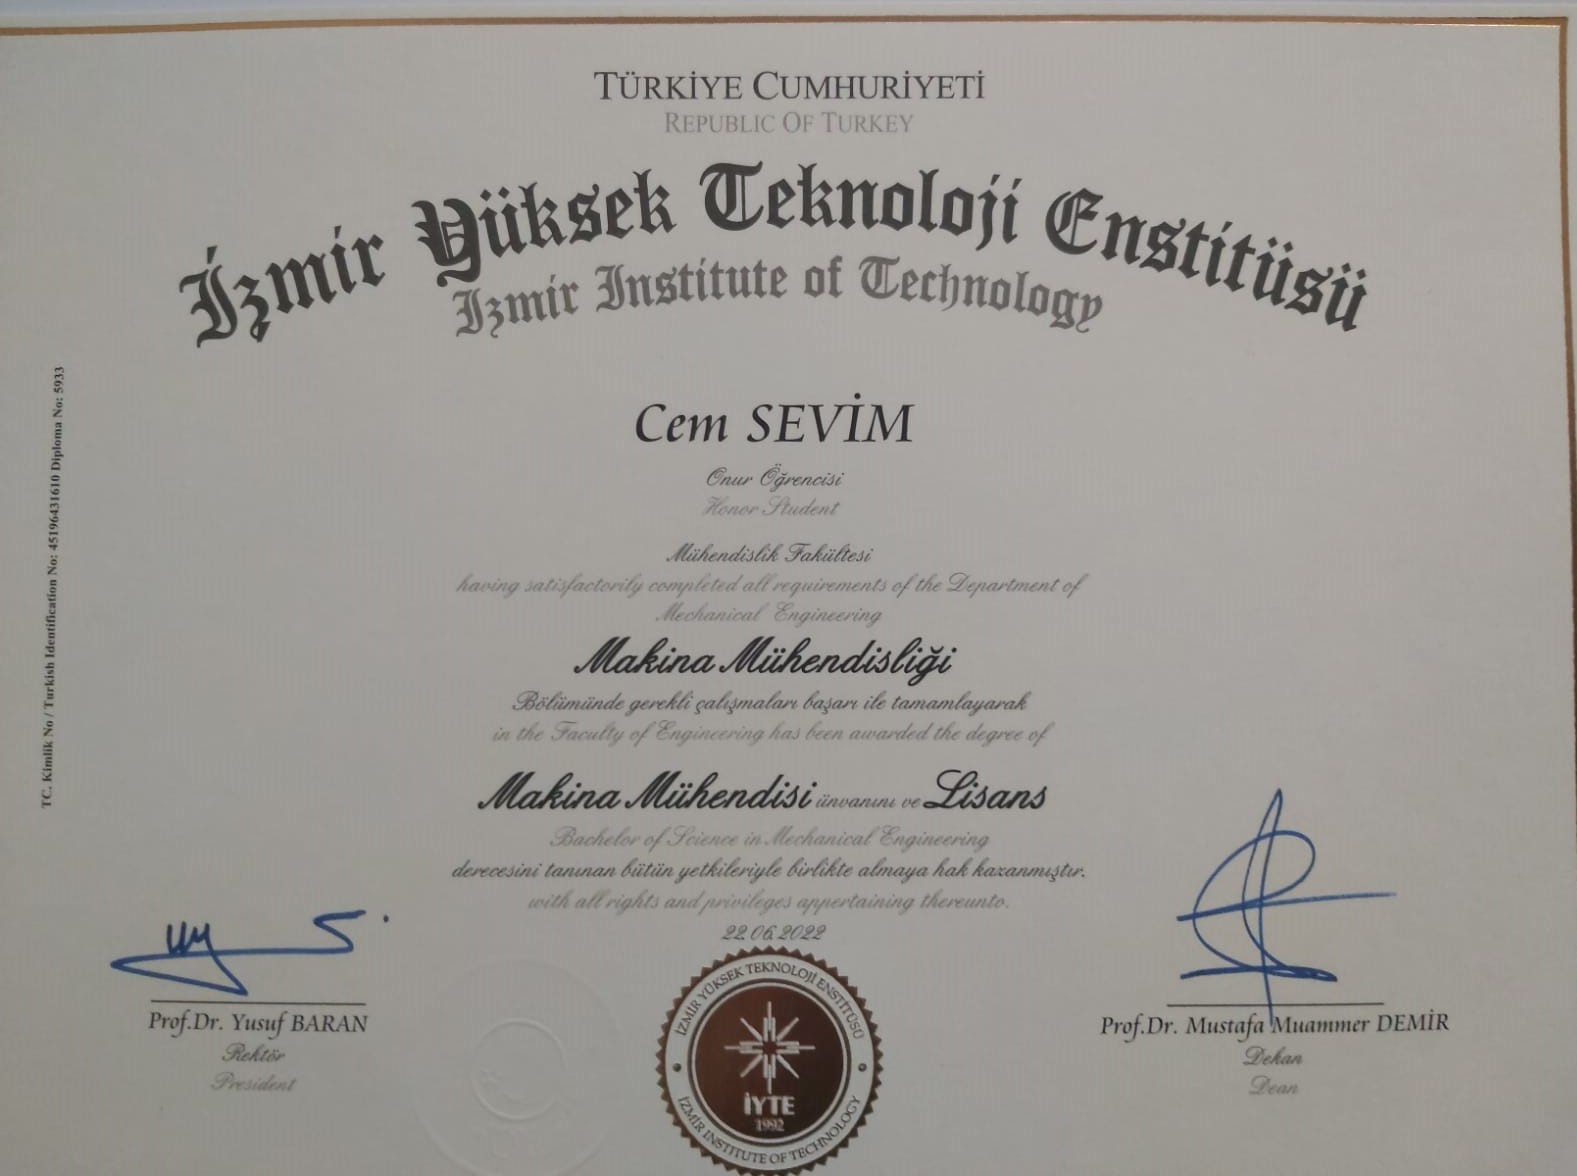 TÜRKİYE CUMHURİYETİ
REPUBLIC OF TURKEY
İzmir Yüksek Teknoloji Enstitüsü
İzmir Institute of Technology
TC. Kimlik No / Turkish Identification No: 45196431610 Diploma No: 5933
Cem SEVİM
Onur Öğrencisi
Honor Student
Mühendislik Fakültesi
having satisfactorily completed all requirements of the Department of
Mechanical Engineering
Makina Mühendisliği
Bölümünde gerekli çalışmaları başarı ile tamamlayarak
in the Faculty of Engineering has been awarded the degree of
Makina Mühendisi ünvanını ve Lisans
Bachelor of Science in Mechanical Engineering
derecesini tanınan bütün yetkileriyle birlikte almaya hak kazanmıştır.
with all rights and privileges appertaining thereunto.
22.06.2022
Prof.Dr. Yusuf BARAN
Rektör
President
İZMİR YÜKSEK TEKNOLOJİ ENSTİTÜSÜ
İYTE
1992
İZMİR INSTITUTE OF TECHNOLOGY
Prof.Dr. Mustafa Muammer DEMİR
Dekan
Dean